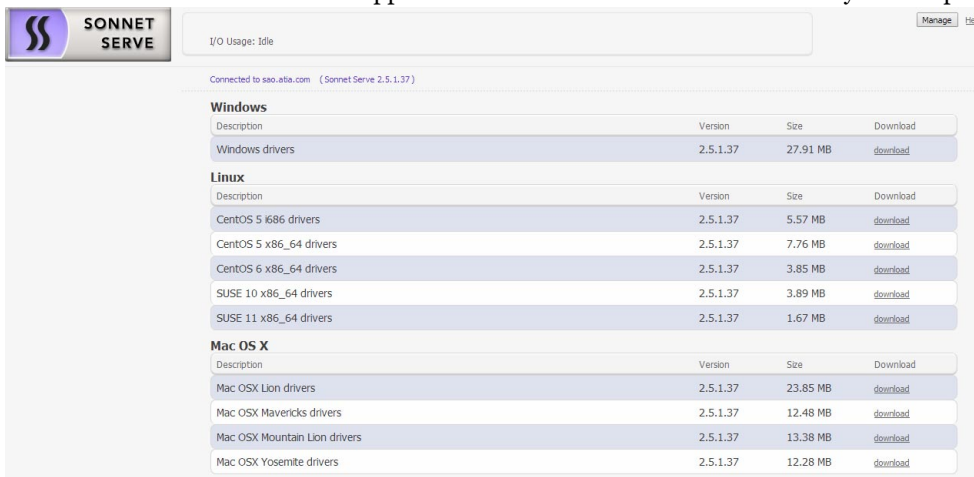 SONNET
SERVE
Manage
I/O Usage: Idle
Connected to sao.atia.com (Sonnet Serve 2.5.1.37)
Windows
Description Version Size Download
Windows drivers 2.5.1.37 27.91 MB download
Linux
Description Version Size Download
CentOS 5 i686 drivers 2.5.1.37 5.57 MB download
CentOS 5 x86_64 drivers 2.5.1.37 7.76 MB download
CentOS 6 x86_64 drivers 2.5.1.37 3.85 MB download
SUSE 10 x86_64 drivers 2.5.1.37 3.89 MB download
SUSE 11 x86_64 drivers 2.5.1.37 1.67 MB download
Mac OS X
Description Version Size Download
Mac OSX Lion drivers 2.5.1.37 23.85 MB download
Mac OSX Mavericks drivers 2.5.1.37 12.48 MB download
Mac OSX Mountain Lion drivers 2.5.1.37 13.38 MB download
Mac OSX Yosemite drivers 2.5.1.37 12.28 MB download